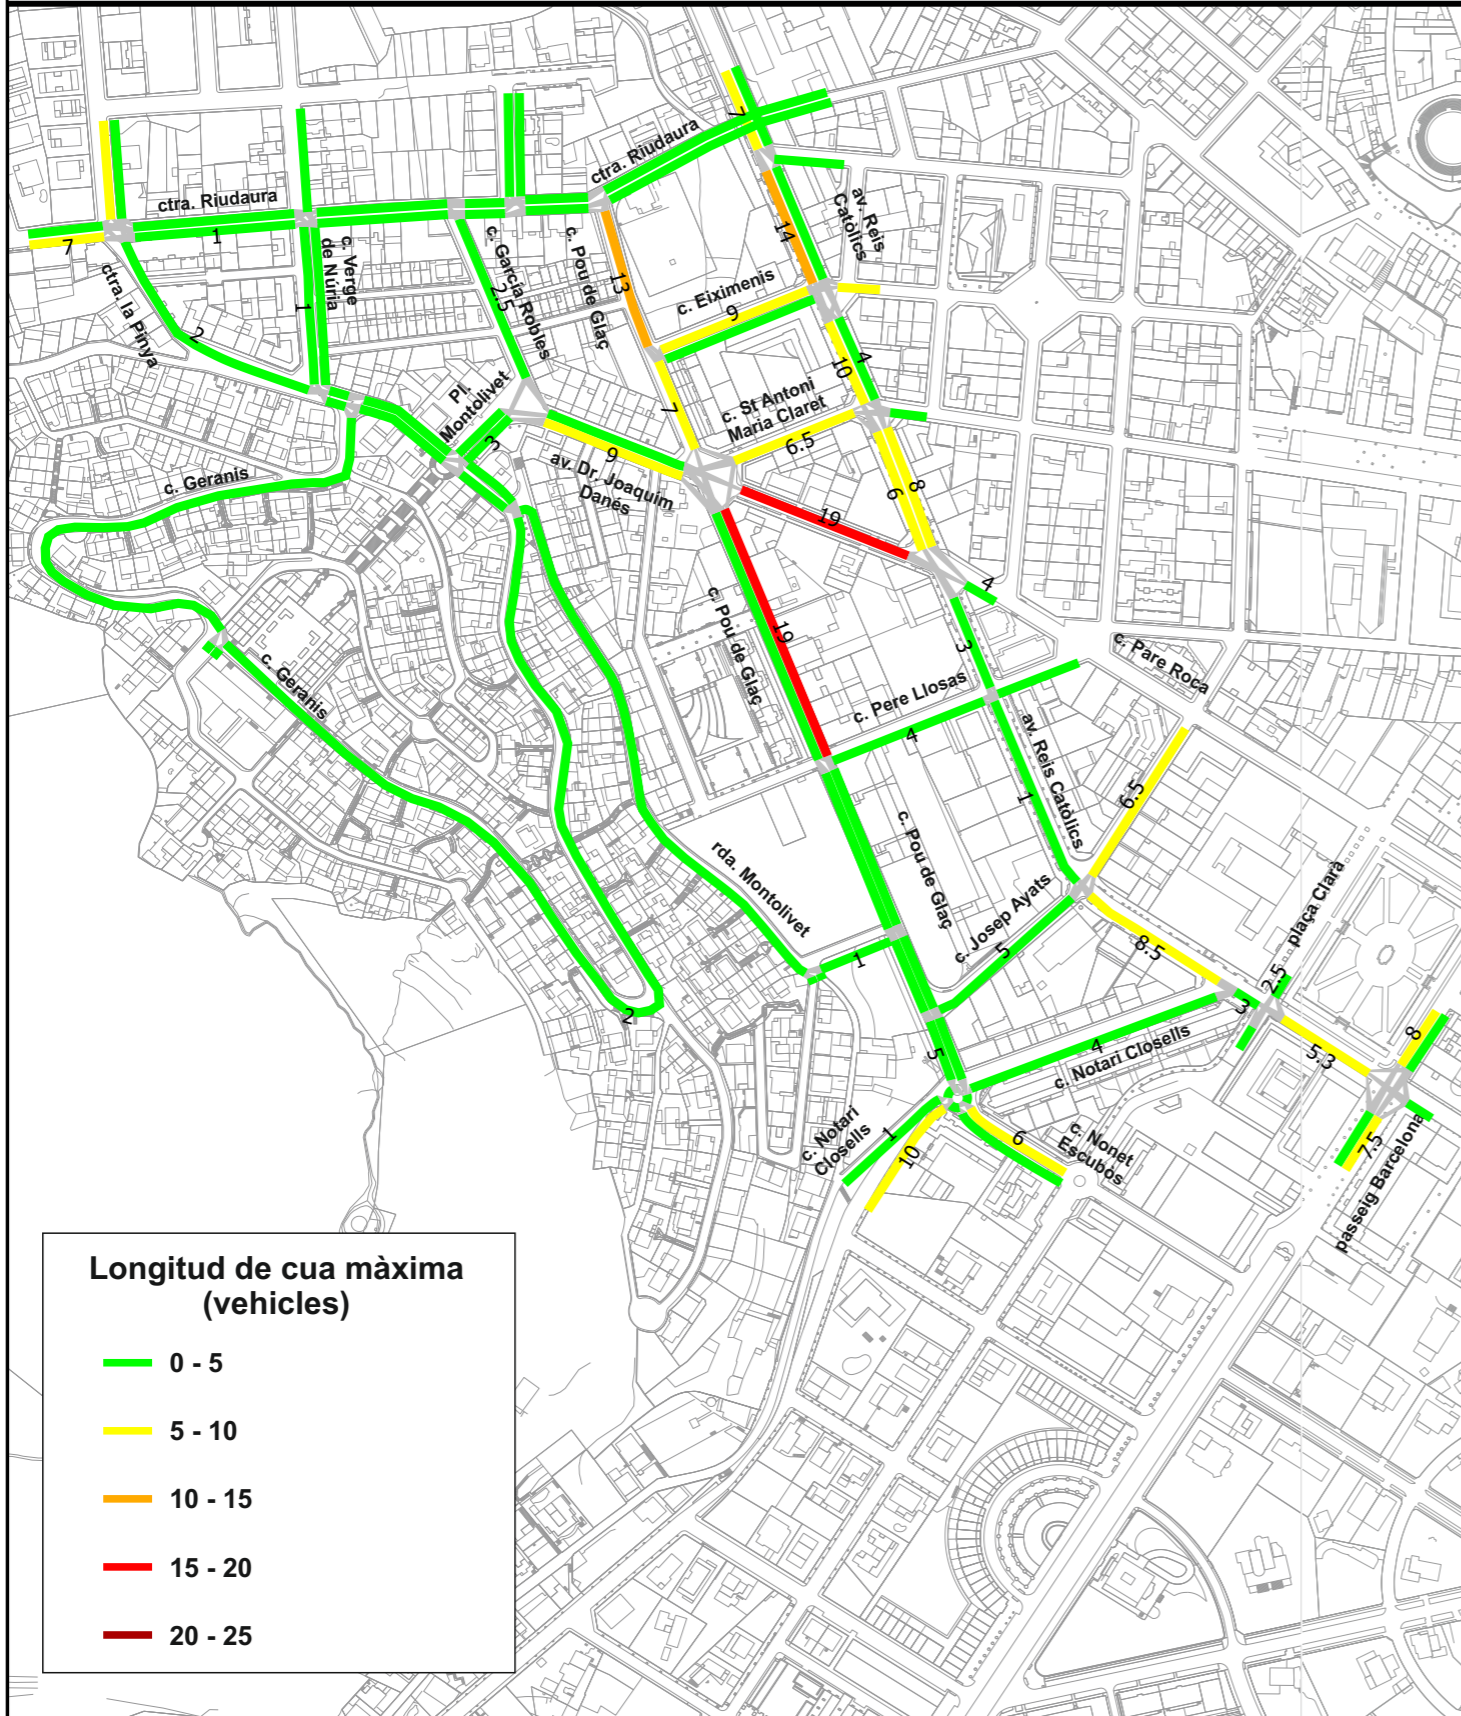 7
ctra. Riudaura
ctra. Riudaura
7
1
ctra. la Pinya
2
1
c. Verge
de Núria
c. García Robles
2.5
c.
Pou de Glaç
13
14
av. Reis
Catòlics
c. Eiximenis
9
10
4
7
c. St Antoni
Maria Claret
6.5
Pl.
Montolivet
3
9
av. Dr. Joaquim
Danés
c. Geranis
19
6
8
4
c. Pou de Glaç
19
3
c. Pare Roca
c. Geranis
c. Pere Llosas
4
av. Reis Catòlics
1
6.5
c. Pou de Glaç
rda. Montolivet
1
c. Josep Ayats
5
8.5
plaça Clarà
2.5
3
2
5
4
c. Notari Closells
5.3
8
c. Notari
Closells
1
10
6
c. Nonet
Escubós
7.5
passeig Barcelona
Longitud de cua màxima
(vehicles)
0 - 5
5 - 10
10 - 15
15 - 20
20 - 25